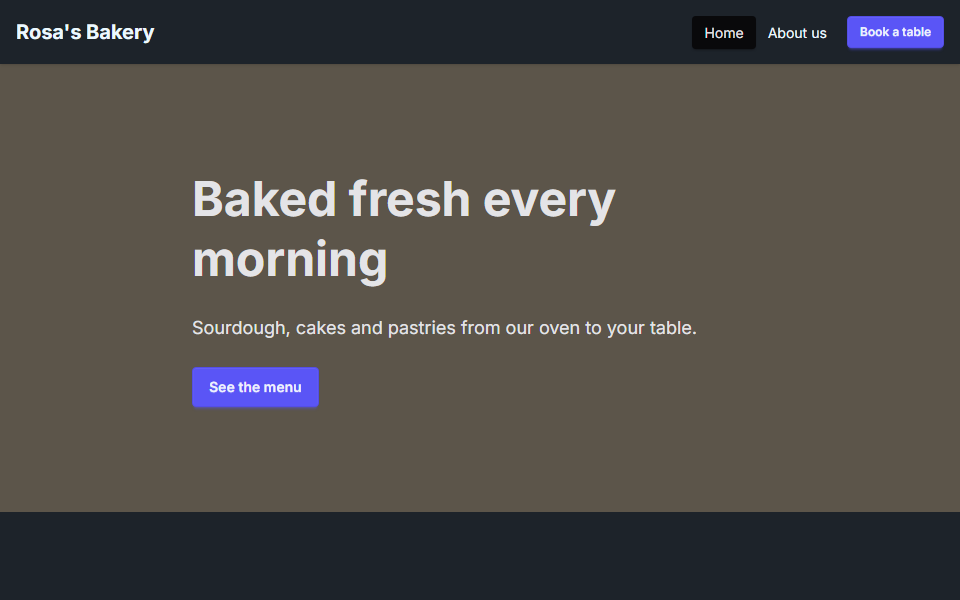 Rosa's Bakery
Home
About us
Book a table
Baked fresh every
morning
Sourdough, cakes and pastries from our oven to your table.
See the menu